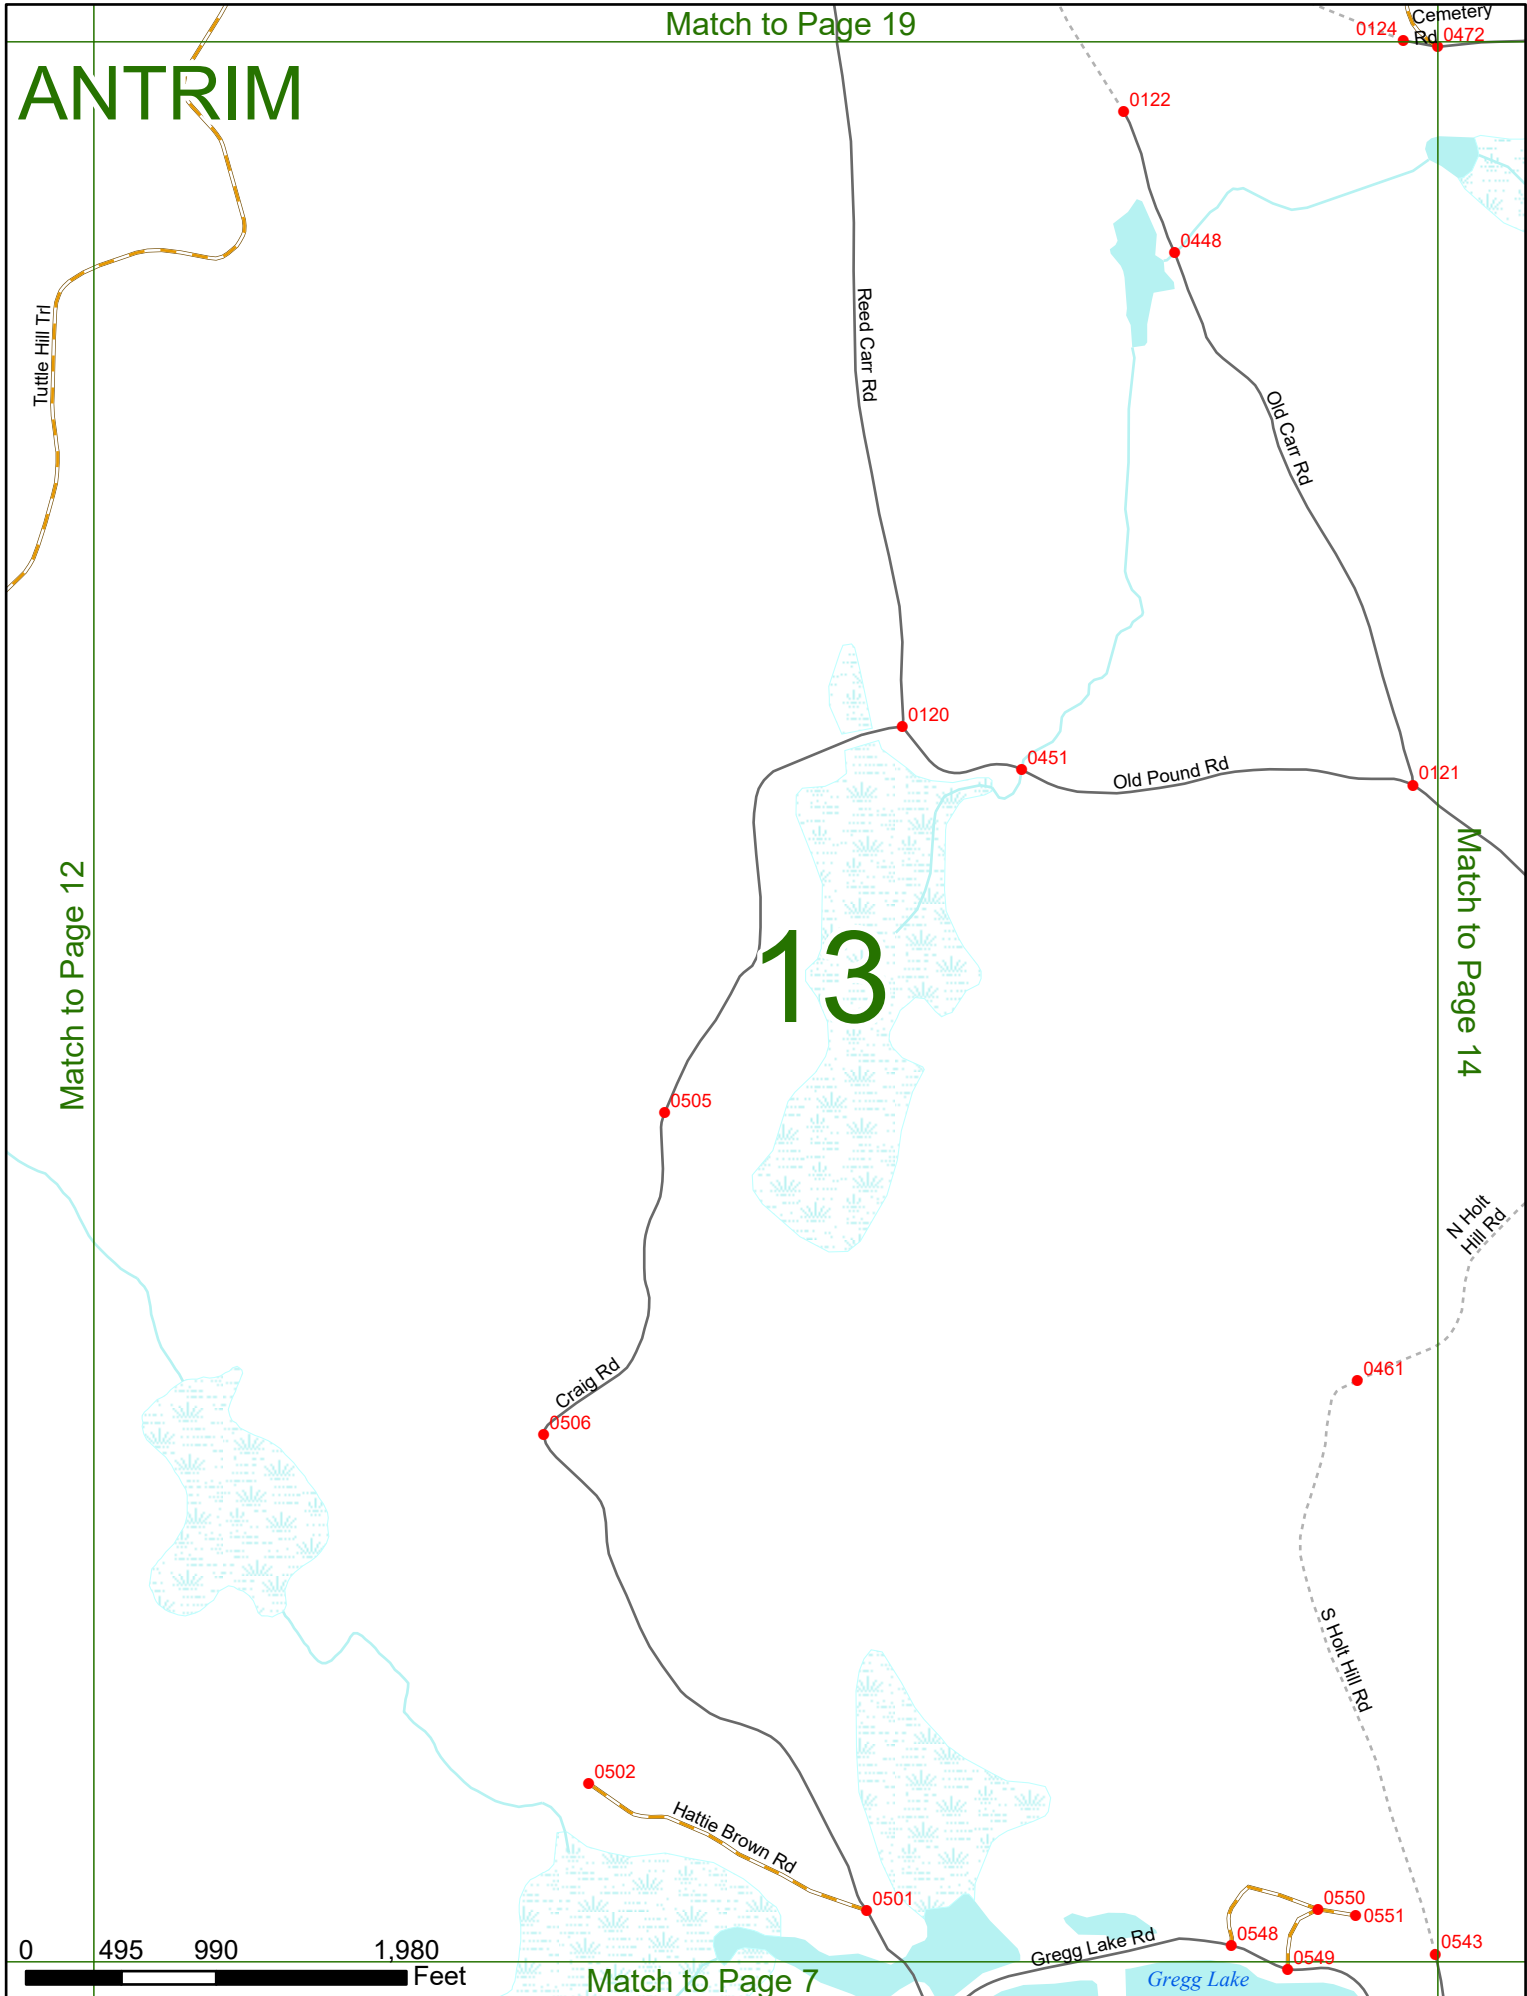 Match to Page 19
Cemetery
Rd
0124
0472
ANTRIM
0122
0448
Tuttle Hill Trl
Reed Carr Rd
Old Carr Rd
0120
0451
Old Pound Rd
0121
Match to Page 12
13
Match to Page 14
0505
N Holt
Hill Rd
0461
Craig Rd
0506
S Holt Hill Rd
0502
Hattie Brown Rd
0501
0550
0551
0548
0549
0543
Gregg Lake Rd
Gregg Lake
0 495 990 1,980
Feet
Match to Page 7